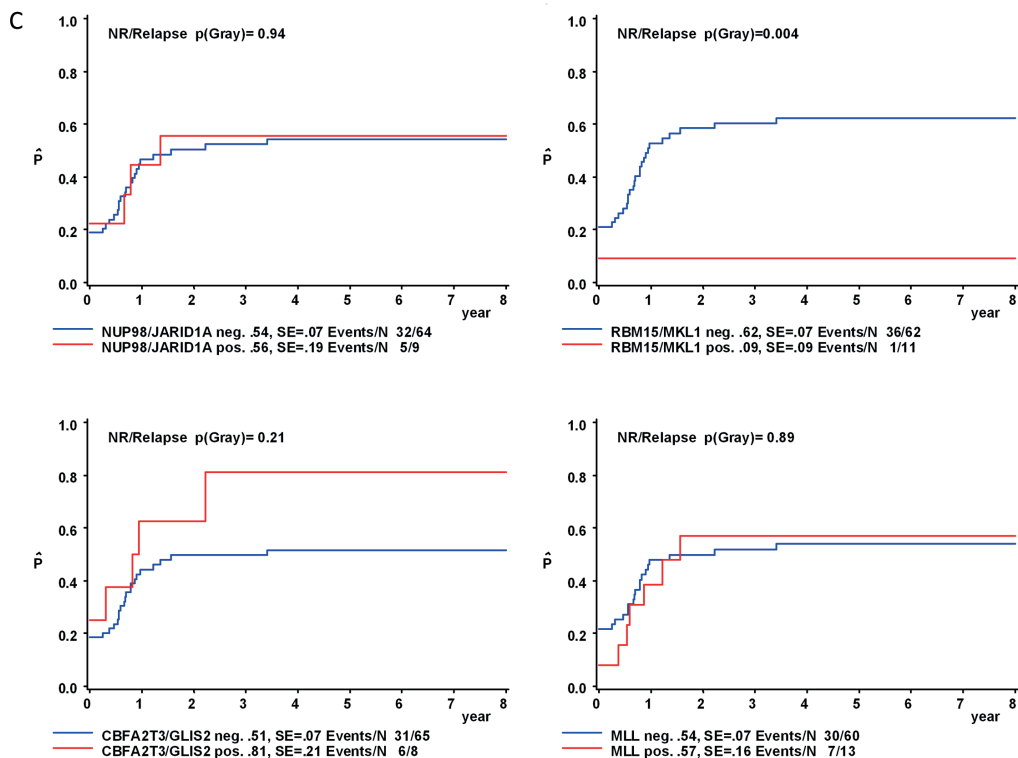 C
NR/Relapse p(Gray)= 0.94
1.0
0.8
0.6
P̂
0.4
0.2
0.0
0 1 2 3 4 5 6 7 8
year
NUP98/JARID1A neg. .54, SE=.07 Events/N 32/64
NUP98/JARID1A pos. .56, SE=.19 Events/N 5/9
NR/Relapse p(Gray)=0.004
1.0
0.8
0.6
P̂
0.4
0.2
0.0
0 1 2 3 4 5 6 7 8
year
RBM15/MKL1 neg. .62, SE=.07 Events/N 36/62
RBM15/MKL1 pos. .09, SE=.09 Events/N 1/11
NR/Relapse p(Gray)= 0.21
1.0
0.8
0.6
P̂
0.4
0.2
0.0
0 1 2 3 4 5 6 7 8
year
CBFA2T3/GLIS2 neg. .51, SE=.07 Events/N 31/65
CBFA2T3/GLIS2 pos. .81, SE=.21 Events/N 6/8
NR/Relapse p(Gray)= 0.89
1.0
0.8
0.6
P̂
0.4
0.2
0.0
0 1 2 3 4 5 6 7 8
year
MLL neg. .54, SE=.07 Events/N 30/60
MLL pos. .57, SE=.16 Events/N 7/13